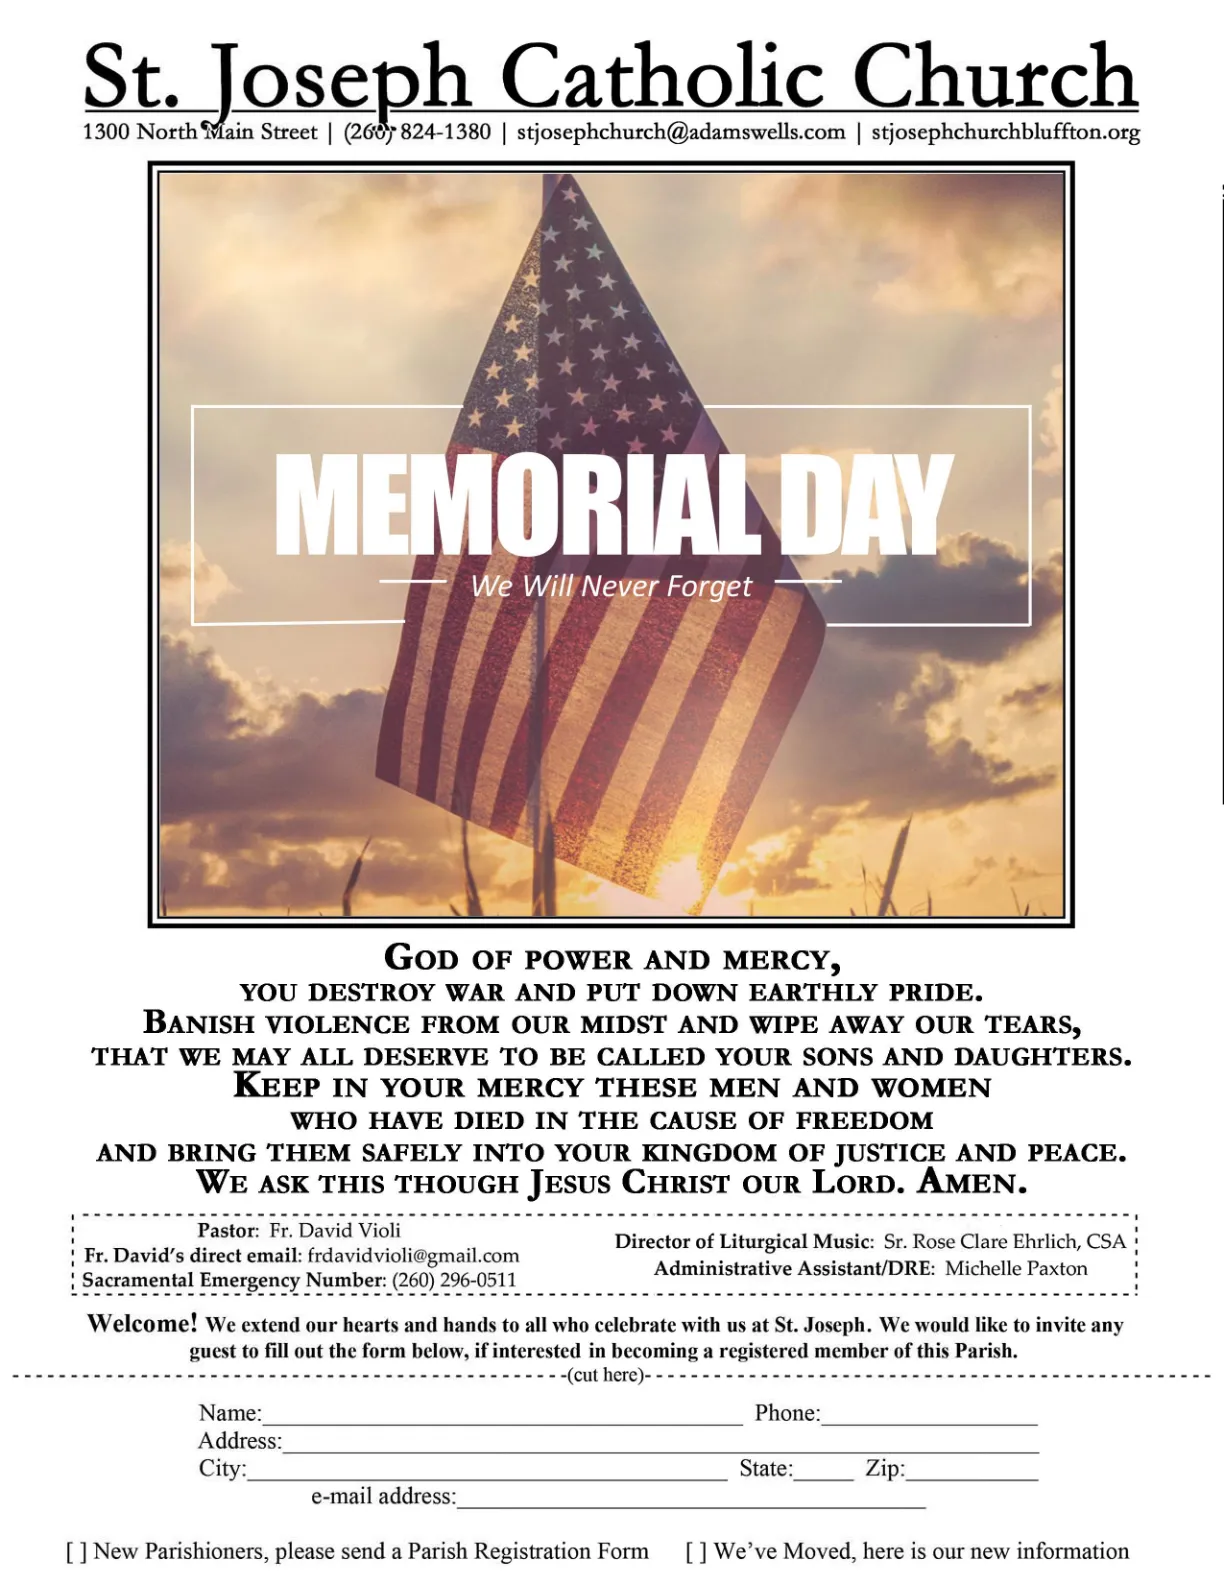 St. Joseph Catholic Church
1300 North Main Street | (260) 824-1380 | stjosephchurch@adamswells.com | stjosephchurchbluffton.org
MEMORIAL DAY
We Will Never Forget
God of power and mercy,
you destroy war and put down earthly pride.
Banish violence from our midst and wipe away our tears,
that we may all deserve to be called your sons and daughters.
Keep in your mercy these men and women
who have died in the cause of freedom
and bring them safely into your kingdom of justice and peace.
We ask this though Jesus Christ our Lord. Amen.
Pastor: Fr. David Violi
Fr. David's direct email: frdavidvioli@gmail.com
Sacramental Emergency Number: (260) 296-0511
Director of Liturgical Music: Sr. Rose Clare Ehrlich, CSA
Administrative Assistant/DRE: Michelle Paxton
Welcome! We extend our hearts and hands to all who celebrate with us at St. Joseph. We would like to invite any
guest to fill out the form below, if interested in becoming a registered member of this Parish.
(cut here)
Name: Phone:
Address:
City: State: Zip:
e-mail address:
[ ] New Parishioners, please send a Parish Registration Form [ ] We've Moved, here is our new information